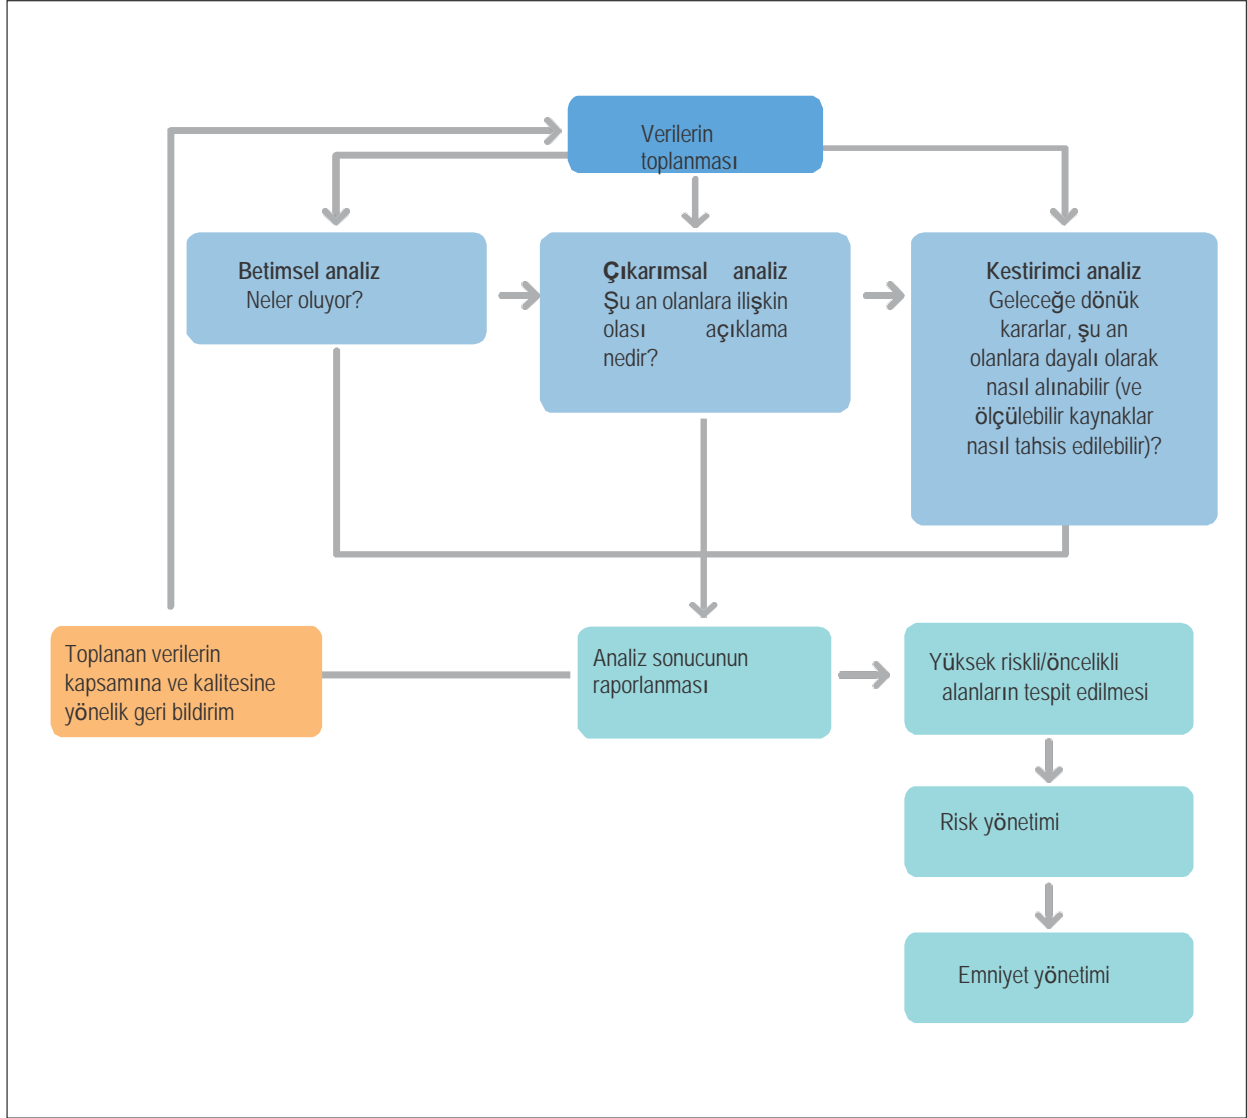 Verilerin
toplanması
Betimsel analiz
Neler oluyor?
Çıkarımsal analiz
Şu an olanlara ilişkin
olası açıklama
nedir?
Kestirimci analiz
Geleceğe dönük
kararlar, şu an
olanlara dayalı olarak
nasıl alınabilir (ve
ölçülebilir kaynaklar
nasıl tahsis edilebilir)?
Toplanan verilerin
kapsamına ve kalitesine
yönelik geri bildirim
Analiz sonucunun
raporlanması
Yüksek riskli/öncelikli
alanların tespit edilmesi
Risk yönetimi
Emniyet yönetimi